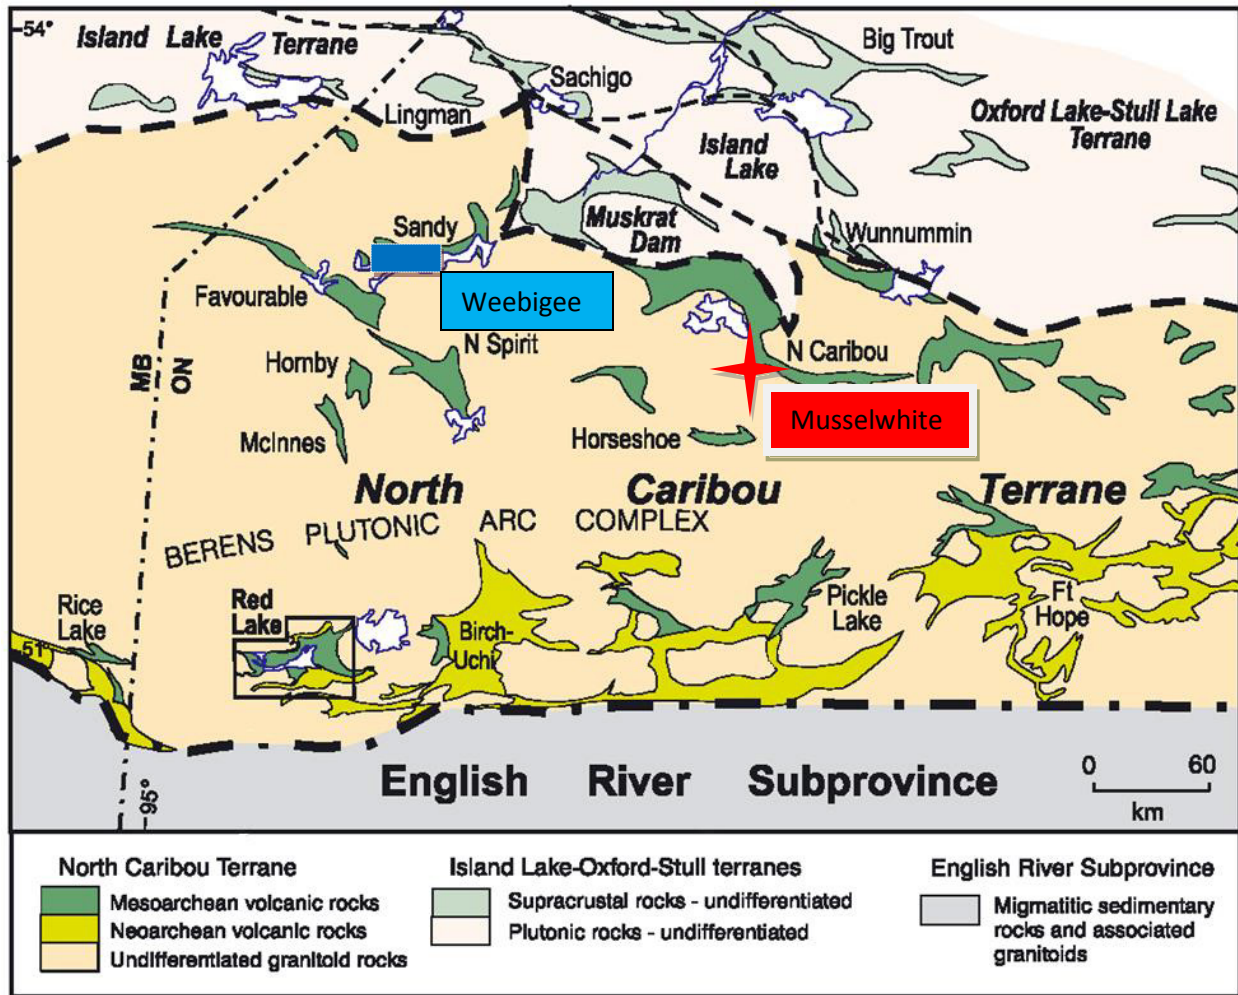 54°
Island Lake
Terrane
Big Trout
Sachigo
Lingman
Oxford Lake-Stull Lake
Terrane
Island
Lake
Muskrat
Dam
Sandy
Wunnummin
Favourable
Weebigee
N Spirit
N Caribou
MB
ON
Hornby
McInnes
Horseshoe
Musselwhite
North Caribou Terrane
BERENS PLUTONIC ARC COMPLEX
Red
Lake
Rice
Lake
Birch-
Uchi
Pickle
Lake
Ft
Hope
51°
English River Subprovince
95°
0 60
km
North Caribou Terrane
Mesoarchean volcanic rocks
Neoarchean volcanic rocks
Undifferentiated granitoid rocks
Island Lake-Oxford-Stull terranes
Supracrustal rocks - undifferentiated
Plutonic rocks - undifferentiated
English River Subprovince
Migmatitic sedimentary
rocks and associated
granitoids